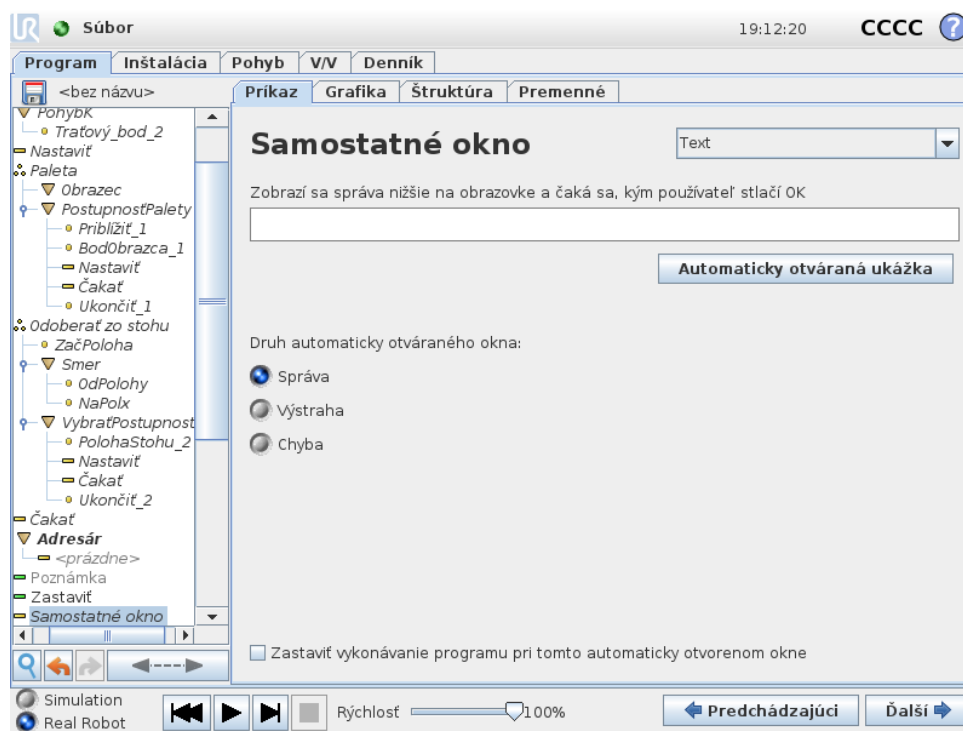 UR Súbor 19:12:20 CCCC ?
Program Inštalácia Pohyb V/V Denník
<bez názvu> Príkaz Grafika Štruktúra Premenné
PohybK
Traťový_bod_2
Nastaviť
Paleta
Obrazec
PostupnosťPalety
Priblížiť_1
BodObrazca_1
Nastaviť
Čakať
Ukončiť_1
Odoberať zo stohu
ZačPoloha
Smer
OdPolohy
NaPolx
VybraťPostupnosť
PolohaStohu_2
Nastaviť
Čakať
Ukončiť_2
Čakať
Adresár
<prázdne>
Poznámka
Zastaviť
Samostatné okno
Samostatné okno Text
Zobrazí sa správa nižšie na obrazovke a čaká sa, kým používateľ stlačí OK
Automaticky otváraná ukážka
Druh automaticky otváraného okna:
Správa
Výstraha
Chyba
Zastaviť vykonávanie programu pri tomto automaticky otvorenom okne
Simulation
Real Robot
Rýchlosť 100% Predchádzajúci Ďalší